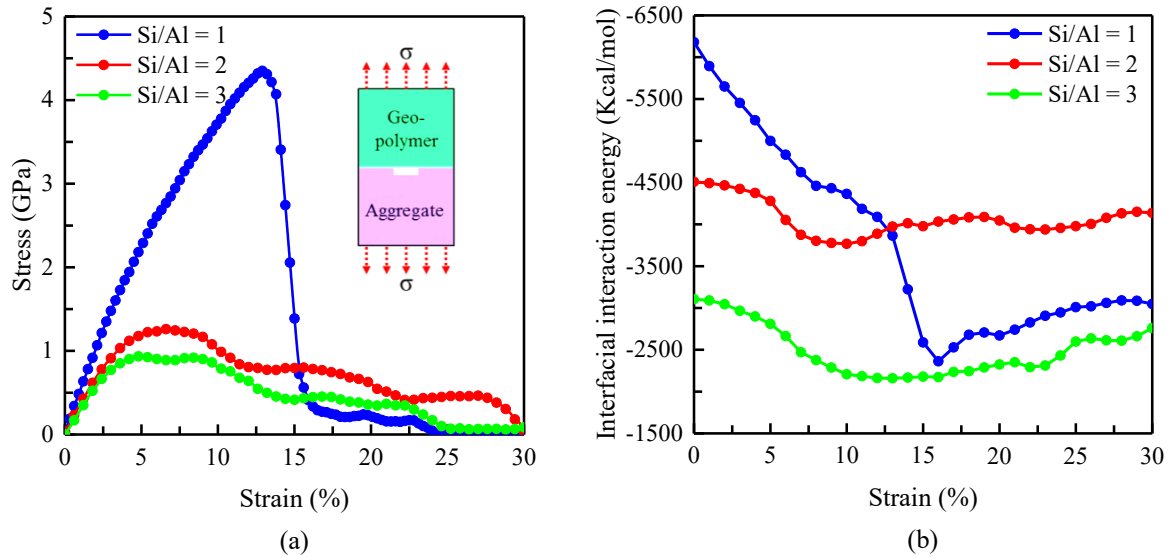 5
4
3
2
1
0
Stress (GPa)
Si/Al = 1
Si/Al = 2
Si/Al = 3
σ
Geo-
polymer
Aggregate
σ
0 5 10 15 20 25 30
Strain (%)
(a)
-6500
-5500
-4500
-3500
-2500
-1500
Interfacial interaction energy (Kcal/mol)
Si/Al = 1
Si/Al = 2
Si/Al = 3
0 5 10 15 20 25 30
Strain (%)
(b)